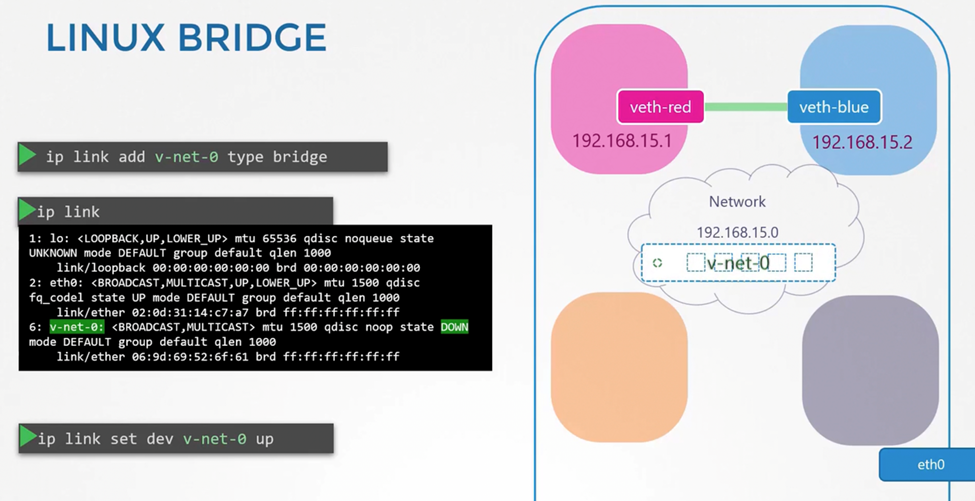 LINUX BRIDGE
ip link add v-net-0 type bridge
ip link
1: lo: <LOOPBACK,UP,LOWER_UP> mtu 65536 qdisc noqueue state
UNKNOWN mode DEFAULT group default qlen 1000
link/loopback 00:00:00:00:00:00 brd 00:00:00:00:00:00
2: eth0: <BROADCAST,MULTICAST,UP,LOWER_UP> mtu 1500 qdisc
fq_codel state UP mode DEFAULT group default qlen 1000
link/ether 02:0d:31:14:c7:a7 brd ff:ff:ff:ff:ff:ff
6: v-net-0: <BROADCAST,MULTICAST> mtu 1500 qdisc noop state DOWN
mode DEFAULT group default qlen 1000
link/ether 06:9d:69:52:6f:61 brd ff:ff:ff:ff:ff:ff
ip link set dev v-net-0 up
veth-red
veth-blue
192.168.15.1
192.168.15.2
Network
192.168.15.0
v-net-0
eth0